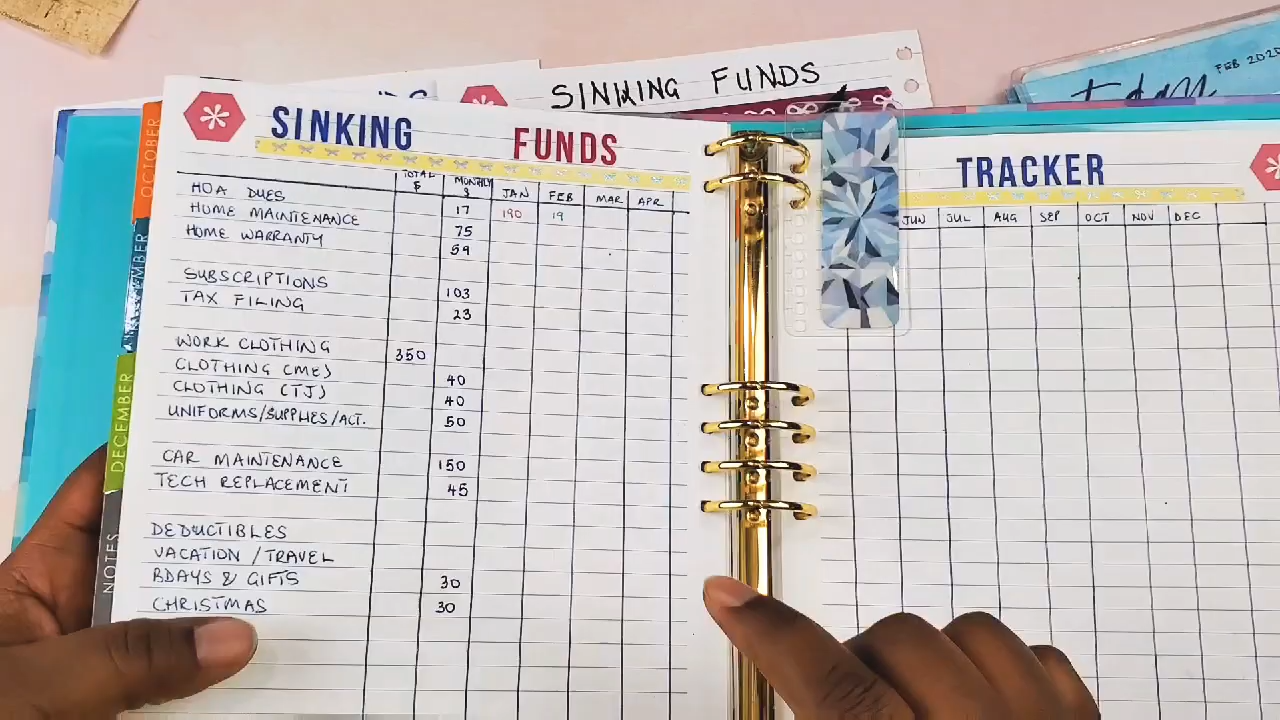 SINKING FUNDS
FEB 202
SINKING FUNDS
TOTAL $ MONTHLY $ JAN FEB MAR APR
HOA DUES 17 190 19
HOME MAINTENANCE 75
HOME WARRANTY 59
SUBSCRIPTIONS 103
TAX FILING 23
WORK CLOTHING 350
CLOTHING (ME) 40
CLOTHING (TJ) 40
UNIFORMS/SUPPLIES/ACT. 50
CAR MAINTENANCE 150
TECH REPLACEMENT 45
DEDUCTIBLES
VACATION / TRAVEL
BDAYS & GIFTS 30
CHRISTMAS 30
TRACKER
JUN JUL AUG SEP OCT NOV DEC
OCTOBER
EMBER
DECEMBER
NOTES